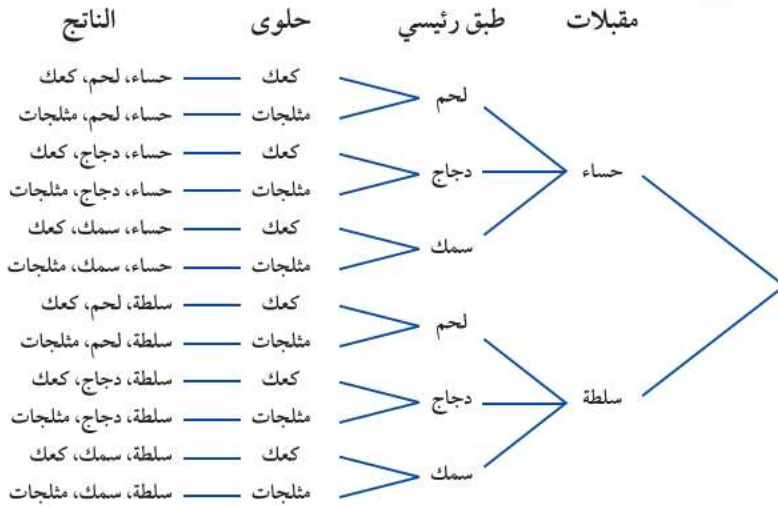 مقبلات طبق رئيسي حلوى الناتج
كعك حساء، لحم، كعك
لحم
مثلجات حساء، لحم، مثلجات
كعك حساء، دجاج، كعك
حساء دجاج
مثلجات حساء، دجاج، مثلجات
كعك حساء، سمك، كعك
سمك
مثلجات حساء، سمك، مثلجات
كعك سلطة، لحم، كعك
لحم
مثلجات سلطة، لحم، مثلجات
كعك سلطة، دجاج، كعك
سلطة دجاج
مثلجات سلطة، دجاج، مثلجات
كعك سلطة، سمك، كعك
سمك
مثلجات سلطة، سمك، مثلجات